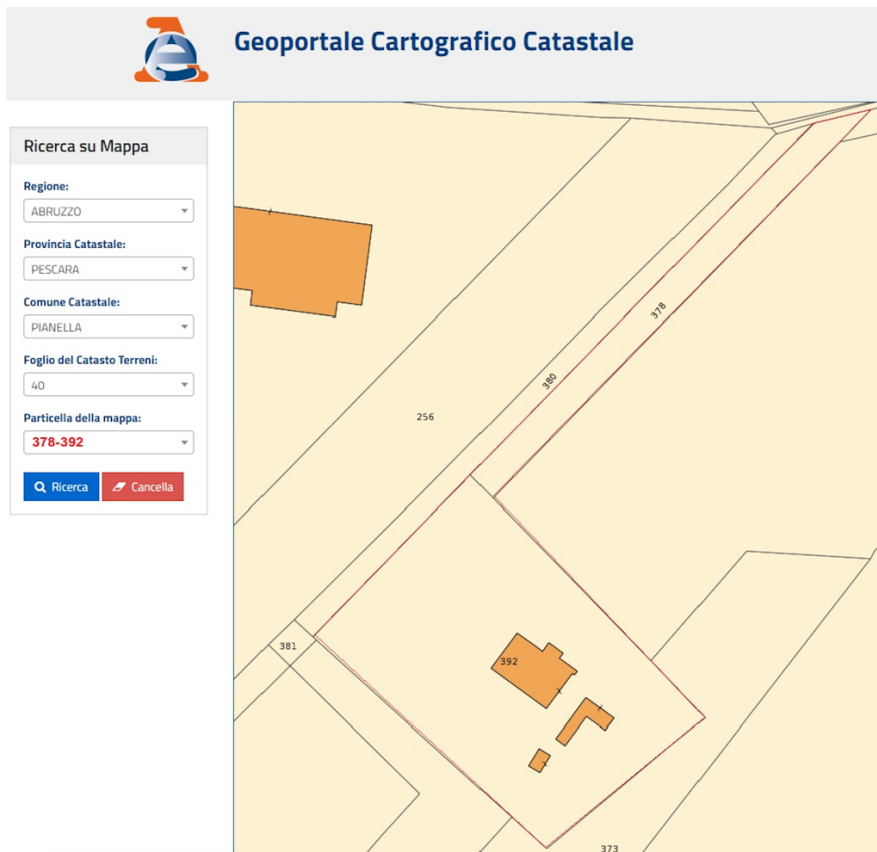 Geoportale Cartografico Catastale
Ricerca su Mappa
Regione:
ABRUZZO
Provincia Catastale:
PESCARA
Comune Catastale:
PIANELLA
Foglio del Catasto Terreni:
40
Particella della mappa:
378-392
Ricerca Cancella
378
380
256
381
392
373